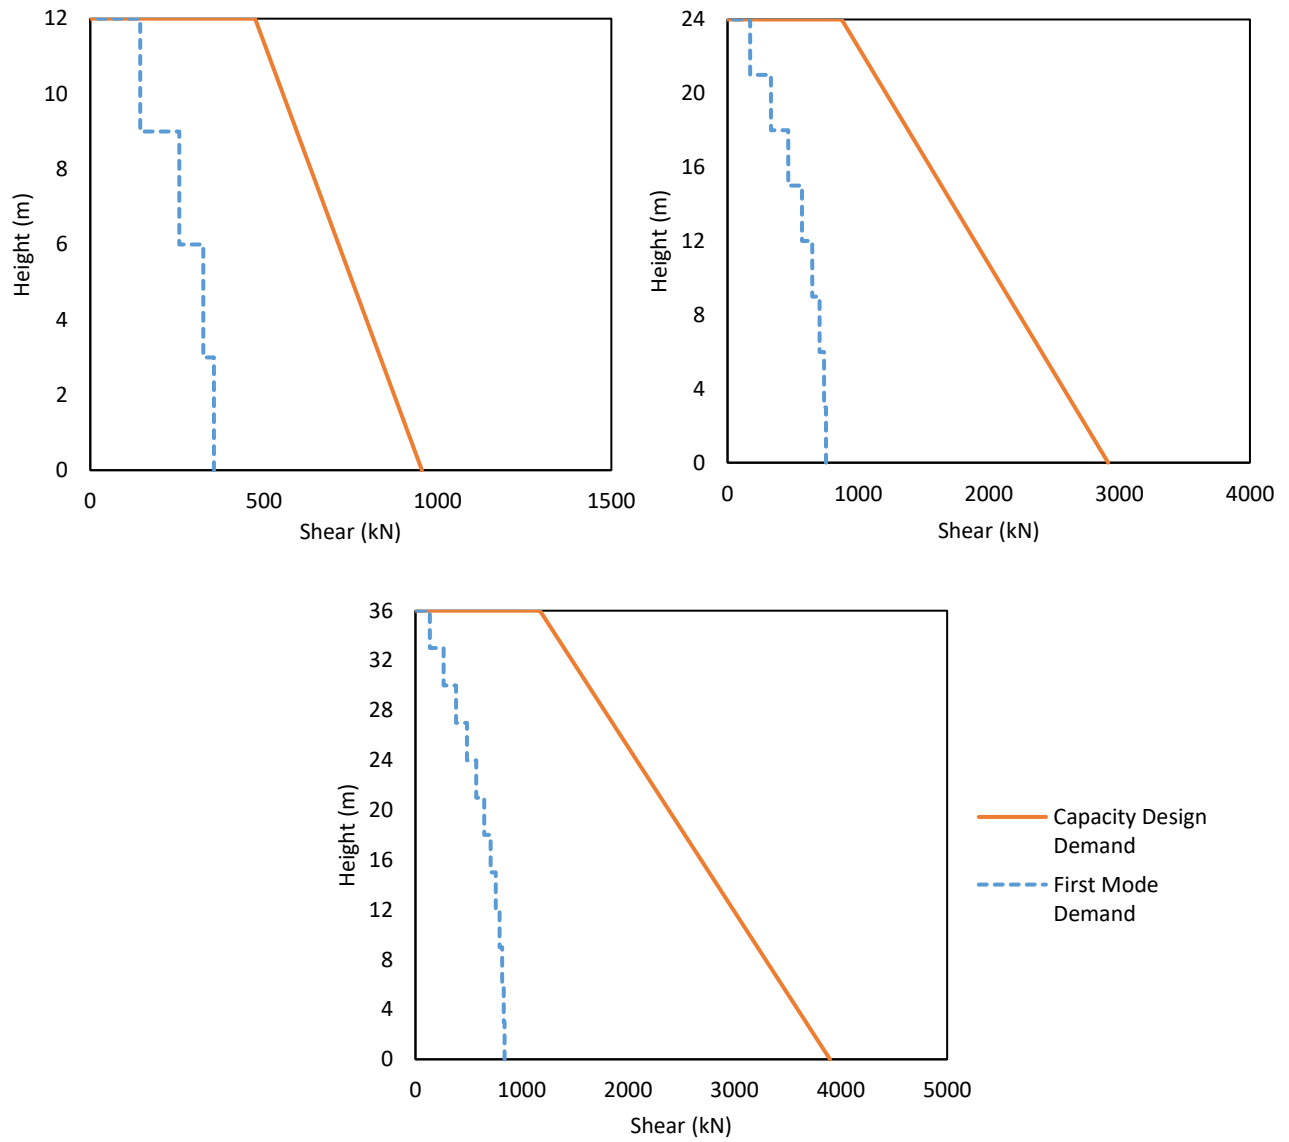 12
10
8
6
4
2
0
Height (m)
0 500 1000 1500
Shear (kN)
24
20
16
12
8
4
0
Height (m)
0 1000 2000 3000 4000
Shear (kN)
36
32
28
24
20
16
12
8
4
0
Height (m)
0 1000 2000 3000 4000 5000
Shear (kN)
Capacity Design
Demand
First Mode
Demand